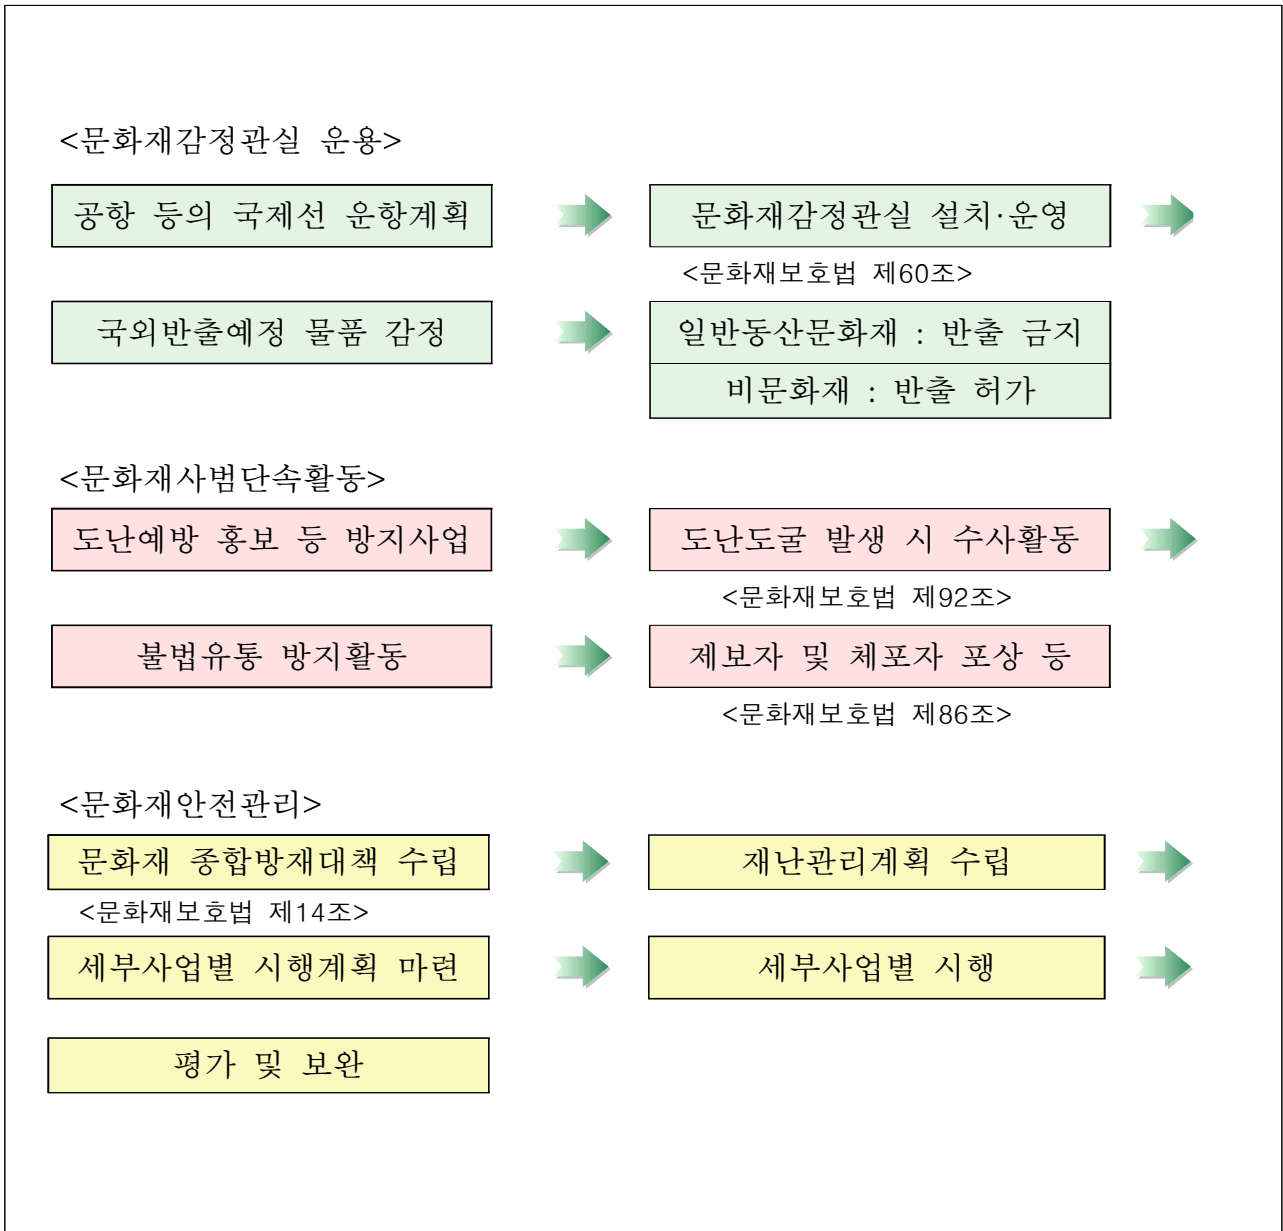 <문화재감정관실 운용>
공항 등의 국제선 운항계획
문화재감정관실 설치·운영
<문화재보호법 제60조>
국외반출예정 물품 감정
일반동산문화재 : 반출 금지
비문화재 : 반출 허가
<문화재사범단속활동>
도난예방 홍보 등 방지사업
도난도굴 발생 시 수사활동
<문화재보호법 제92조>
불법유통 방지활동
제보자 및 체포자 포상 등
<문화재보호법 제86조>
<문화재안전관리>
문화재 종합방재대책 수립
재난관리계획 수립
<문화재보호법 제14조>
세부사업별 시행계획 마련
세부사업별 시행
평가 및 보완